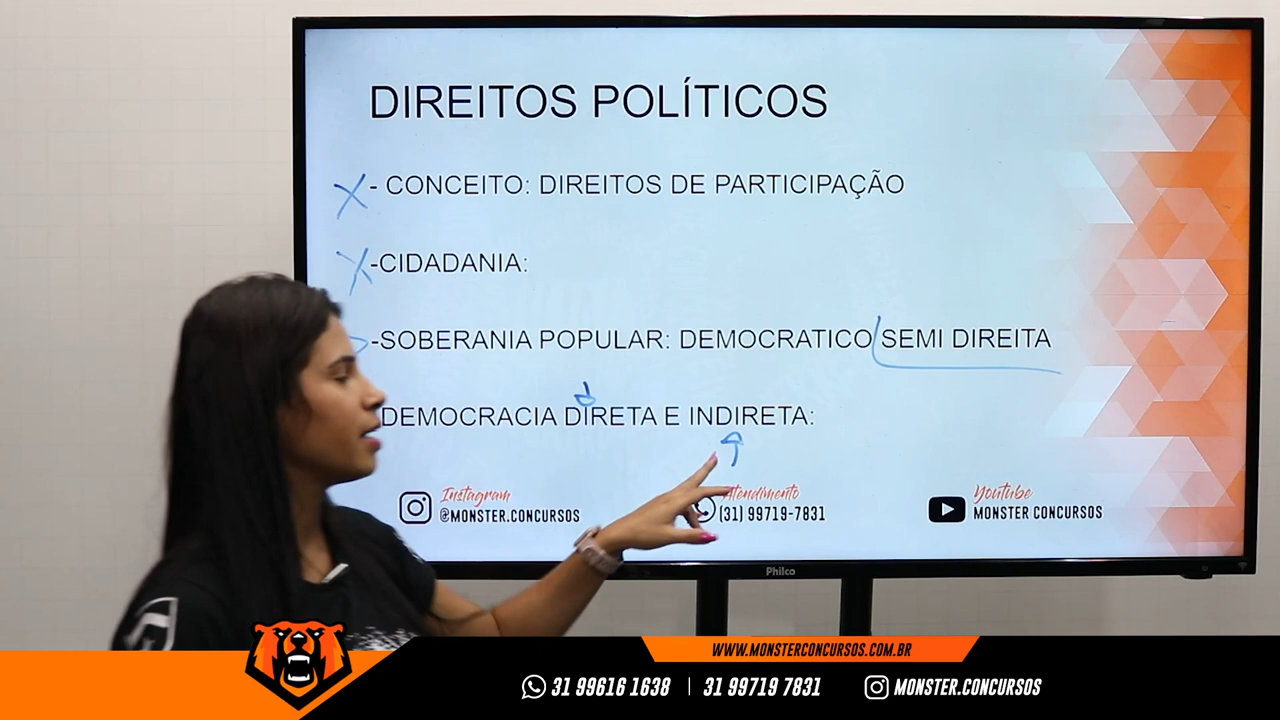 DIREITOS POLÍTICOS
- CONCEITO: DIREITOS DE PARTICIPAÇÃO
-CIDADANIA:
-SOBERANIA POPULAR: DEMOCRATICO SEMI DIREITA
DEMOCRACIA DIRETA E INDIRETA:
Instagram
@MONSTER.CONCURSOS
Atendimento
(31) 99719-7831
Youtube
MONSTER CONCURSOS
Philco
WWW.MONSTERCONCURSOS.COM.BR
31 99616 1638 | 31 99719 7831 MONSTER.CONCURSOS